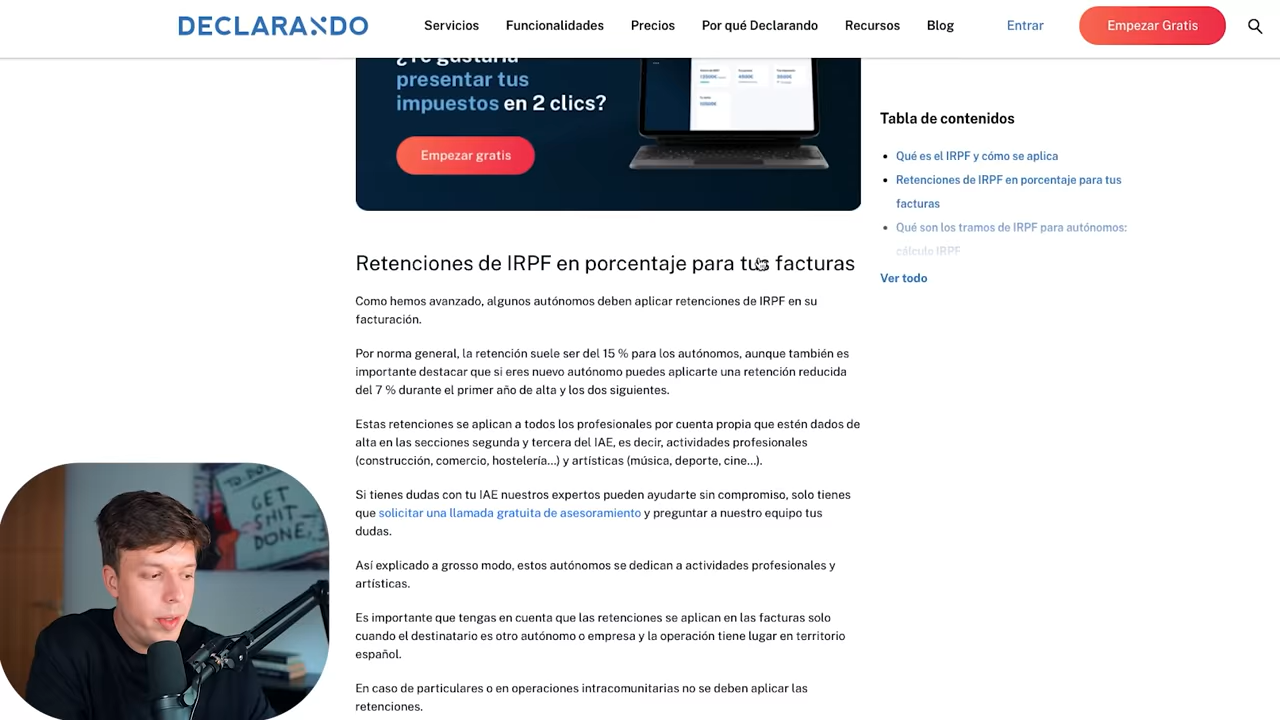 DECLARANDO
Servicios
Funcionalidades
Precios
Por qué Declarando
Recursos
Blog
Entrar
Empezar Gratis
¿Te gustaría
presentar tus
impuestos en 2 clics?
Empezar gratis
Tabla de contenidos
Qué es el IRPF y cómo se aplica
Retenciones de IRPF en porcentaje para tus
facturas
Qué son los tramos de IRPF para autónomos:
cálculo IRPF
Ver todo
Retenciones de IRPF en porcentaje para tus facturas
Como hemos avanzado, algunos autónomos deben aplicar retenciones de IRPF en su
facturación.
Por norma general, la retención suele ser del 15 % para los autónomos, aunque también es
importante destacar que si eres nuevo autónomo puedes aplicarte una retención reducida
del 7 % durante el primer año de alta y los dos siguientes.
Estas retenciones se aplican a todos los profesionales por cuenta propia que estén dados de
alta en las secciones segunda y tercera del IAE, es decir, actividades profesionales
(construcción, comercio, hostelería...) y artísticas (música, deporte, cine...).
Si tienes dudas con tu IAE nuestros expertos pueden ayudarte sin compromiso, solo tienes
que solicitar una llamada gratuita de asesoramiento y preguntar a nuestro equipo tus
dudas.
Así explicado a grosso modo, estos autónomos se dedican a actividades profesionales y
artísticas.
Es importante que tengas en cuenta que las retenciones se aplican en las facturas solo
cuando el destinatario es otro autónomo o empresa y la operación tiene lugar en territorio
español.
En caso de particulares o en operaciones intracomunitarias no se deben aplicar las
retenciones.
TO-DO
GET
SHIT
DONE,